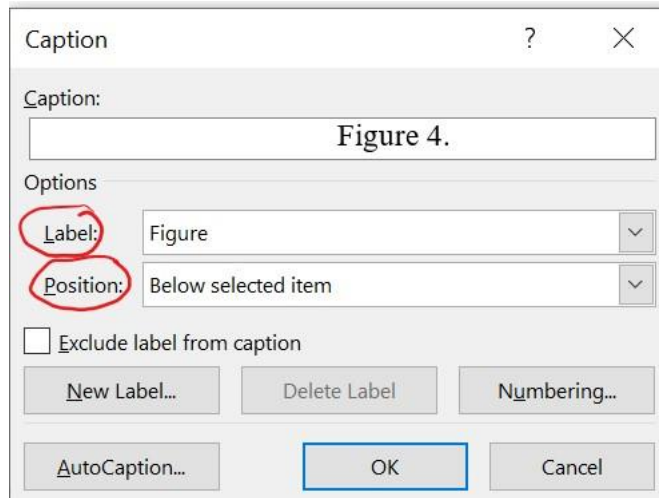 Caption ?
Caption:
Figure 4.
Options
Label: Figure
Position: Below selected item
Exclude label from caption
New Label... Delete Label Numbering...
AutoCaption... OK Cancel